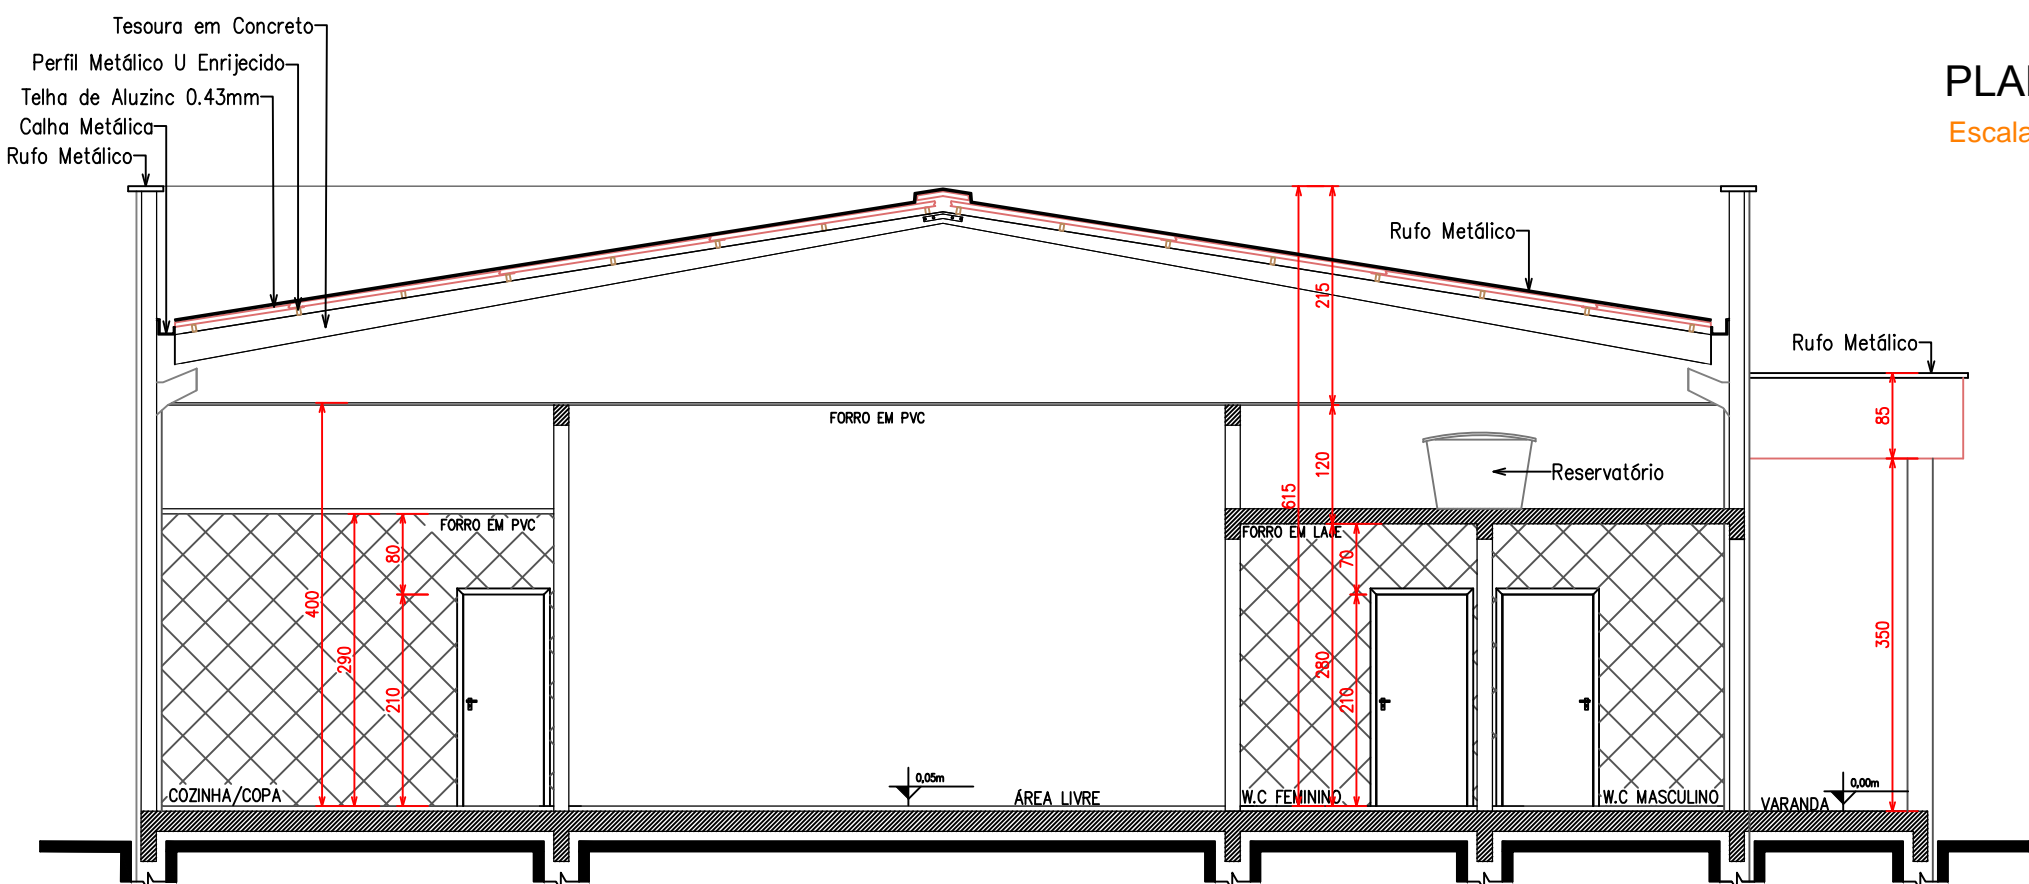 Tesoura em Concreto
Perfil Metálico U Enrijecido
Telha de Aluzinc 0.43mm
Calha Metálica
Rufo Metálico
PLA
Escala
Rufo Metálico
Rufo Metálico
215
85
FORRO EM PVC
120
Reservatório
615
FORRO EM PVC
FORRO EM LAJE
80
70
400
290
210
280
210
350
0,05m
0,00m
COZINHA/COPA
ÁREA LIVRE
W.C FEMININO
W.C MASCULINO
VARANDA